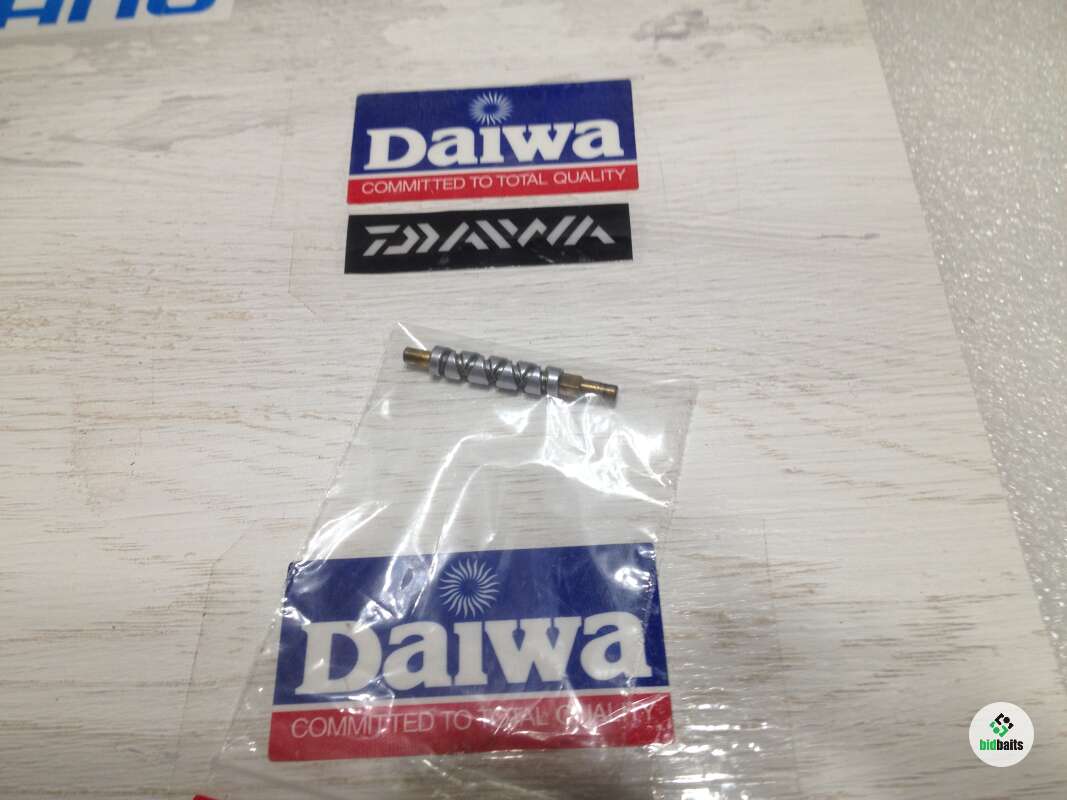 Daiwa
COMMITTED TO TOTAL QUALITY
DAIWA
Daiwa
COMMITTED TO TOTAL QUALITY
bidbaits